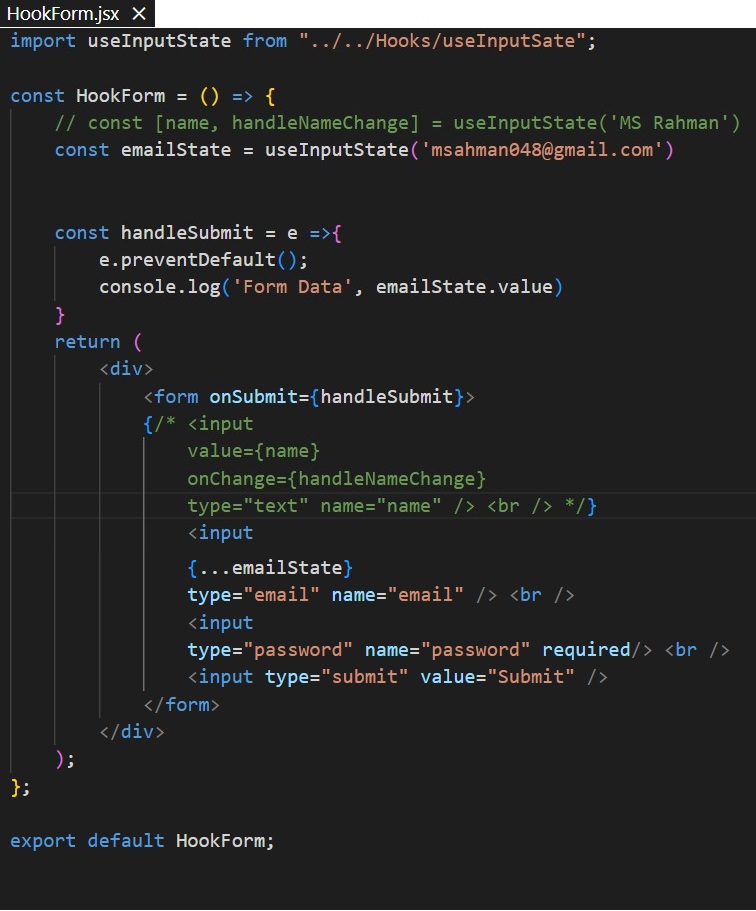 HookForm.jsx ×
import useInputState from "../../Hooks/useInputSate";
const HookForm = () => {
// const [name, handleNameChange] = useInputState('MS Rahman')
const emailState = useInputState('msahman048@gmail.com')
const handleSubmit = e =>{
e.preventDefault();
console.log('Form Data', emailState.value)
}
return (
<div>
<form onSubmit={handleSubmit}>
{/* <input
value={name}
onChange={handleNameChange}
type="text" name="name" /> <br /> */}
<input
{...emailState}
type="email" name="email" /> <br />
<input
type="password" name="password" required/> <br />
<input type="submit" value="Submit" />
</form>
</div>
);
};
export default HookForm;